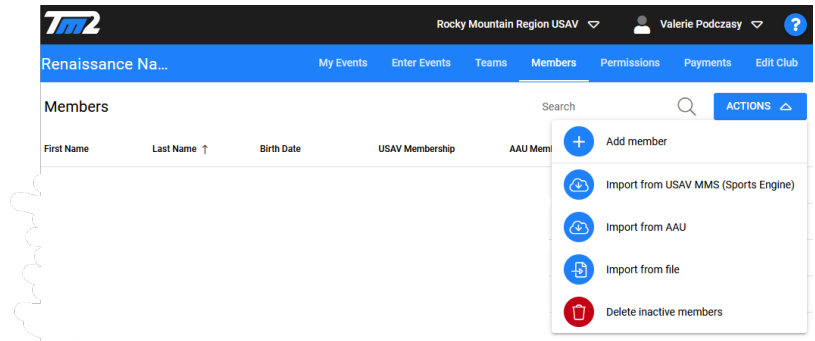 Tm2
Rocky Mountain Region USAV
Valerie Podczasy
?
Renaissance Na...
My Events
Enter Events
Teams
Members
Permissions
Payments
Edit Club
Members
Search
ACTIONS
First Name
Last Name ↑
Birth Date
USAV Membership
AAU Mem
Add member
Import from USAV MMS (Sports Engine)
Import from AAU
Import from file
Delete inactive members